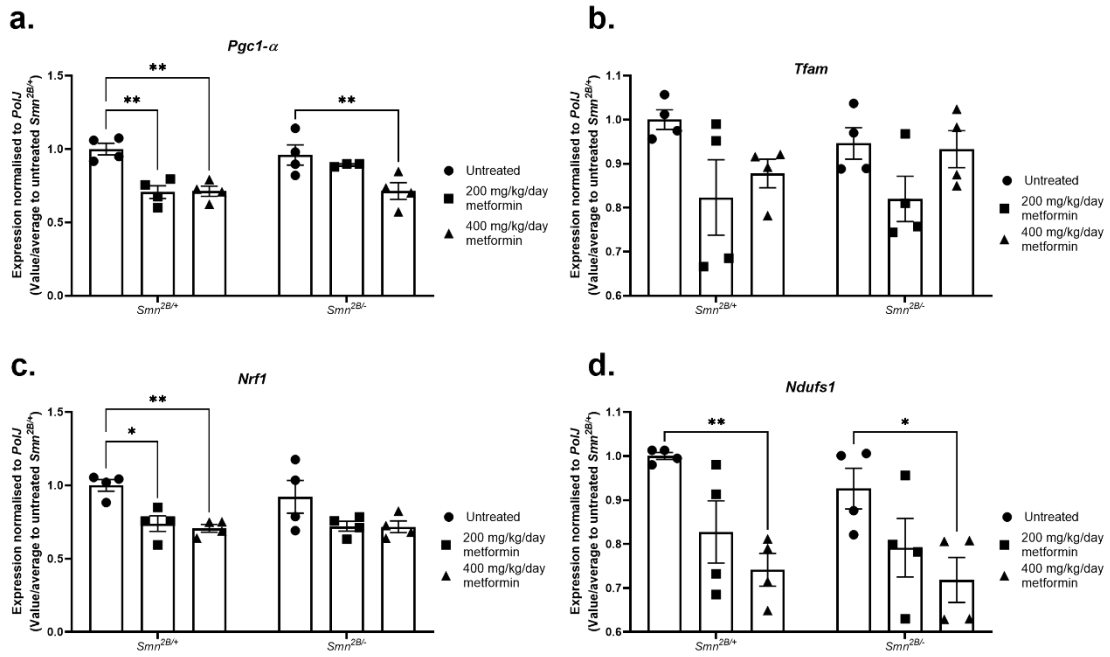 a.
Pgc1-α
Expression normalised to PolJ
(Value/average to untreated Smn2B/+)
1.5
1.0
0.5
0.0
**
**
**
Smn2B/+
Smn2B/-
Untreated
200 mg/kg/day
metformin
400 mg/kg/day
metformin
b.
Tfam
Expression normalised to PolJ
(Value/average to untreated Smn2B/+)
1.1
1.0
0.9
0.8
0.7
0.6
Smn2B/+
Smn2B/-
Untreated
200 mg/kg/day
metformin
400 mg/kg/day
metformin
c.
Nrf1
Expression normalised to PolJ
(Value/average to untreated Smn2B/+)
1.5
1.0
0.5
0.0
**
*
Smn2B/+
Smn2B/-
Untreated
200 mg/kg/day
metformin
400 mg/kg/day
metformin
d.
Ndufs1
Expression normalised to PolJ
(Value/average to untreated Smn2B/+)
1.1
1.0
0.9
0.8
0.7
0.6
**
*
Smn2B/+
Smn2B/-
Untreated
200 mg/kg/day
metformin
400 mg/kg/day
metformin